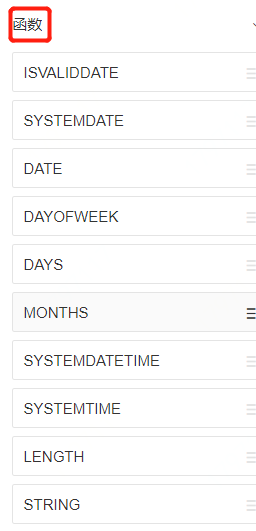 函数
ISVALIDDATE
SYSTEMDATE
DATE
DAYOFWEEK
DAYS
MONTHS
SYSTEMDATETIME
SYSTEMTIME
LENGTH
STRING